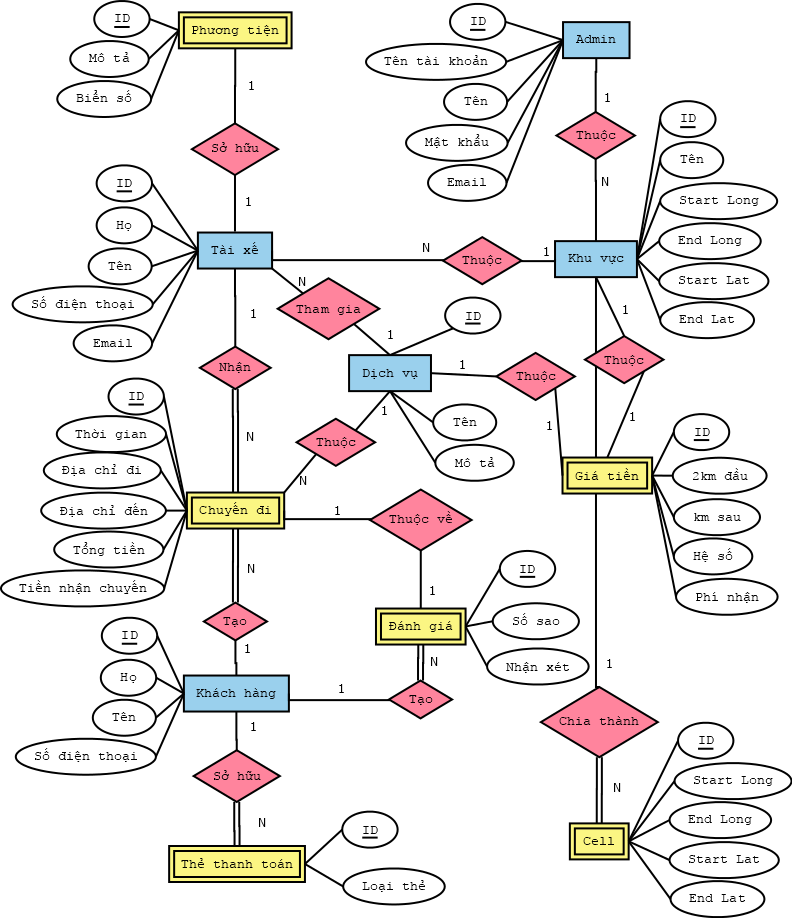 ID
Phương tiện
Mô tả
Biển số
1
Sở hữu
1
ID
Admin
Tên tài khoản
Tên
Mật khẩu
Email
1
Thuộc
N
ID
Tên
Start Long
End Long
Start Lat
End Lat
Khu vực
ID
Họ
Tên
Số điện thoại
Email
Tài xế
N
Thuộc
1
N
Tham gia
1
ID
Dịch vụ
Tên
Mô tả
1
Thuộc
1
1
Thuộc
1
1
Nhận
N
1
Thuộc
N
ID
Thời gian
Địa chỉ đi
Địa chỉ đến
Tổng tiền
Tiền nhận chuyến
Chuyến đi
1
Thuộc về
1
ID
2km đầu
km sau
Hệ số
Phí nhận
Giá tiền
N
Tạo
1
Đánh giá
ID
Số sao
Nhận xét
N
Tạo
1
ID
Họ
Tên
Số điện thoại
Khách hàng
1
Sở hữu
N
Thẻ thanh toán
ID
Loại thẻ
1
Chia thành
N
Cell
ID
Start Long
End Long
Start Lat
End Lat